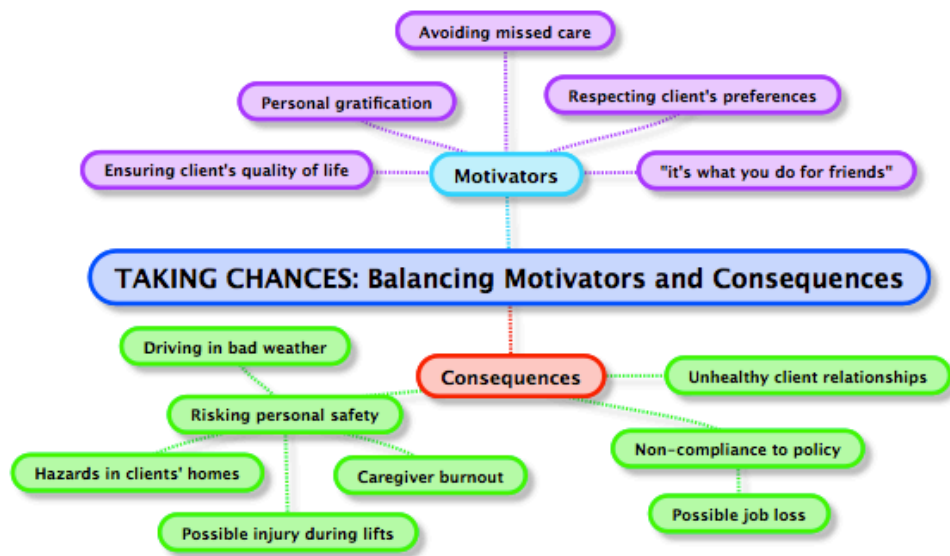 Avoiding missed care
Personal gratification
Respecting client's preferences
Ensuring client's quality of life
Motivators
"it's what you do for friends"
TAKING CHANCES: Balancing Motivators and Consequences
Driving in bad weather
Consequences
Unhealthy client relationships
Risking personal safety
Non-compliance to policy
Hazards in clients' homes
Caregiver burnout
Possible job loss
Possible injury during lifts